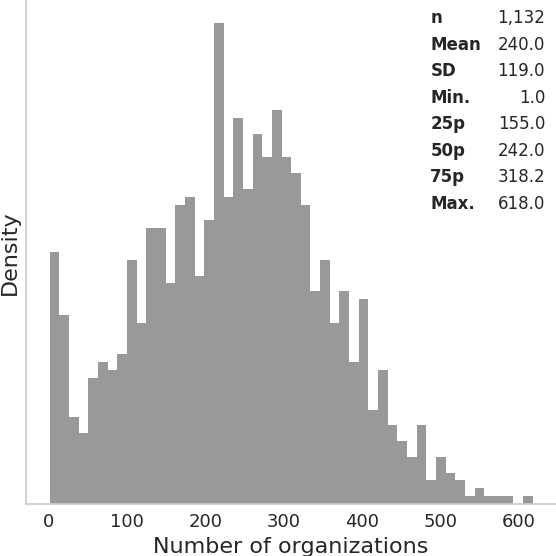 n 1,132
Mean 240.0
SD 119.0
Min. 1.0
25p 155.0
50p 242.0
75p 318.2
Max. 618.0
Density
0 100 200 300 400 500 600
Number of organizations